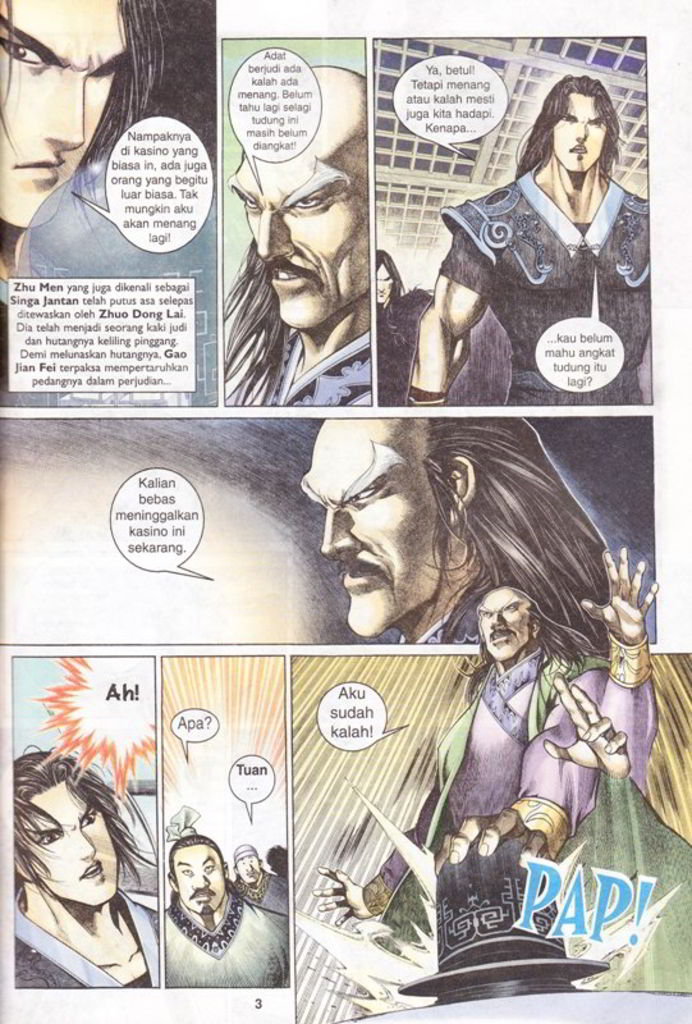 Nampaknya
di kasino yang
biasa in, ada juga
orang yang begitu
luar biasa. Tak
mungkin aku
akan menang
lagi!
Zhu Men yang juga dikenali sebagai
Singa Jantan telah putus asa selepas
ditewaskan oleh Zhuo Dong Lai.
Dia telah menjadi seorang kaki judi
dan hutangnya keliling pinggang.
Demi melunaskan hutangnya, Gao
Jian Fei terpaksa mempertaruhkan
pedangnya dalam perjudian...
Adat
berjudi ada
kalah ada
menang. Belum
tahu lagi selagi
tudung ini
masih belum
diangkat!
Ya, betul!
Tetapi menang
atau kalah mesti
juga kita hadapi.
Kenapa...
...kau belum
mahu angkat
tudung itu
lagi?
Kalian
bebas
meninggalkan
kasino ini
sekarang.
Ah!
Apa?
Tuan
...
Aku
sudah
kalah!
PAP!
3